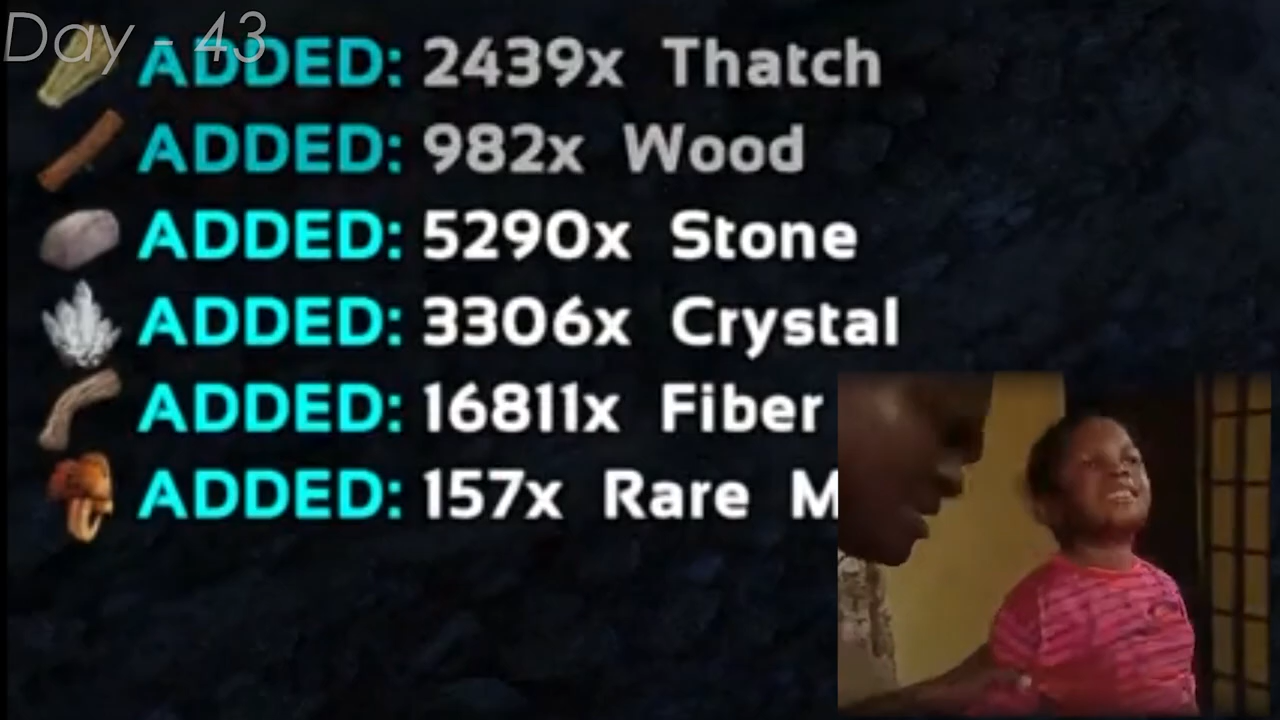 Day - 43
ADDED: 2439x Thatch
ADDED: 982x Wood
ADDED: 5290x Stone
ADDED: 3306x Crystal
ADDED: 16811x Fiber
ADDED: 157x Rare